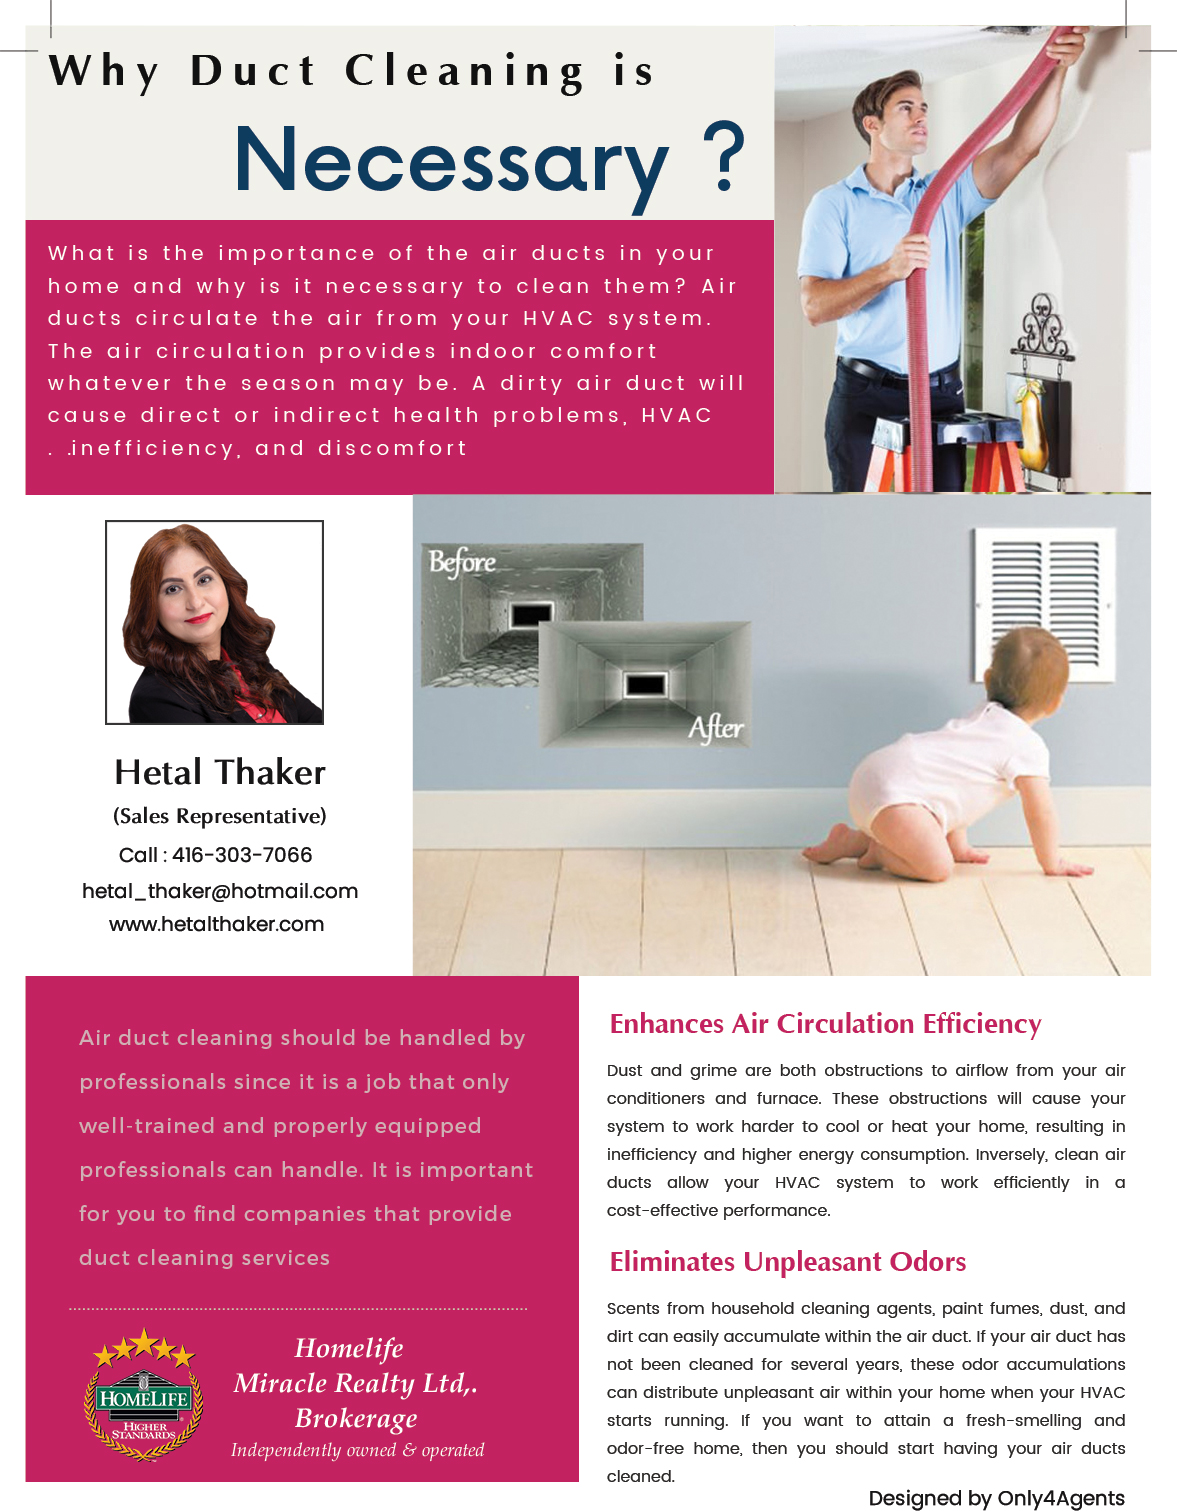 Why Duct Cleaning is
Necessary ?
What is the importance of the air ducts in your
home and why is it necessary to clean them? Air
ducts circulate the air from your HVAC system.
The air circulation provides indoor comfort
whatever the season may be. A dirty air duct will
cause direct or indirect health problems, HVAC
. .inefficiency, and discomfort
Before
After
Hetal Thaker
(Sales Representative)
Call : 416-303-7066
hetal_thaker@hotmail.com
www.hetalthaker.com
Air duct cleaning should be handled by
professionals since it is a job that only
well-trained and properly equipped
professionals can handle. It is important
for you to find companies that provide
duct cleaning services
HOMELIFE
HIGHER
STANDARDS
Homelife
Miracle Realty Ltd,.
Brokerage
Independently owned & operated
Enhances Air Circulation Efficiency
Dust and grime are both obstructions to airflow from your air
conditioners and furnace. These obstructions will cause your
system to work harder to cool or heat your home, resulting in
inefficiency and higher energy consumption. Inversely, clean air
ducts allow your HVAC system to work efficiently in a
cost-effective performance.
Eliminates Unpleasant Odors
Scents from household cleaning agents, paint fumes, dust, and
dirt can easily accumulate within the air duct. If your air duct has
not been cleaned for several years, these odor accumulations
can distribute unpleasant air within your home when your HVAC
starts running. If you want to attain a fresh-smelling and
odor-free home, then you should start having your air ducts
cleaned.
Designed by Only4Agents